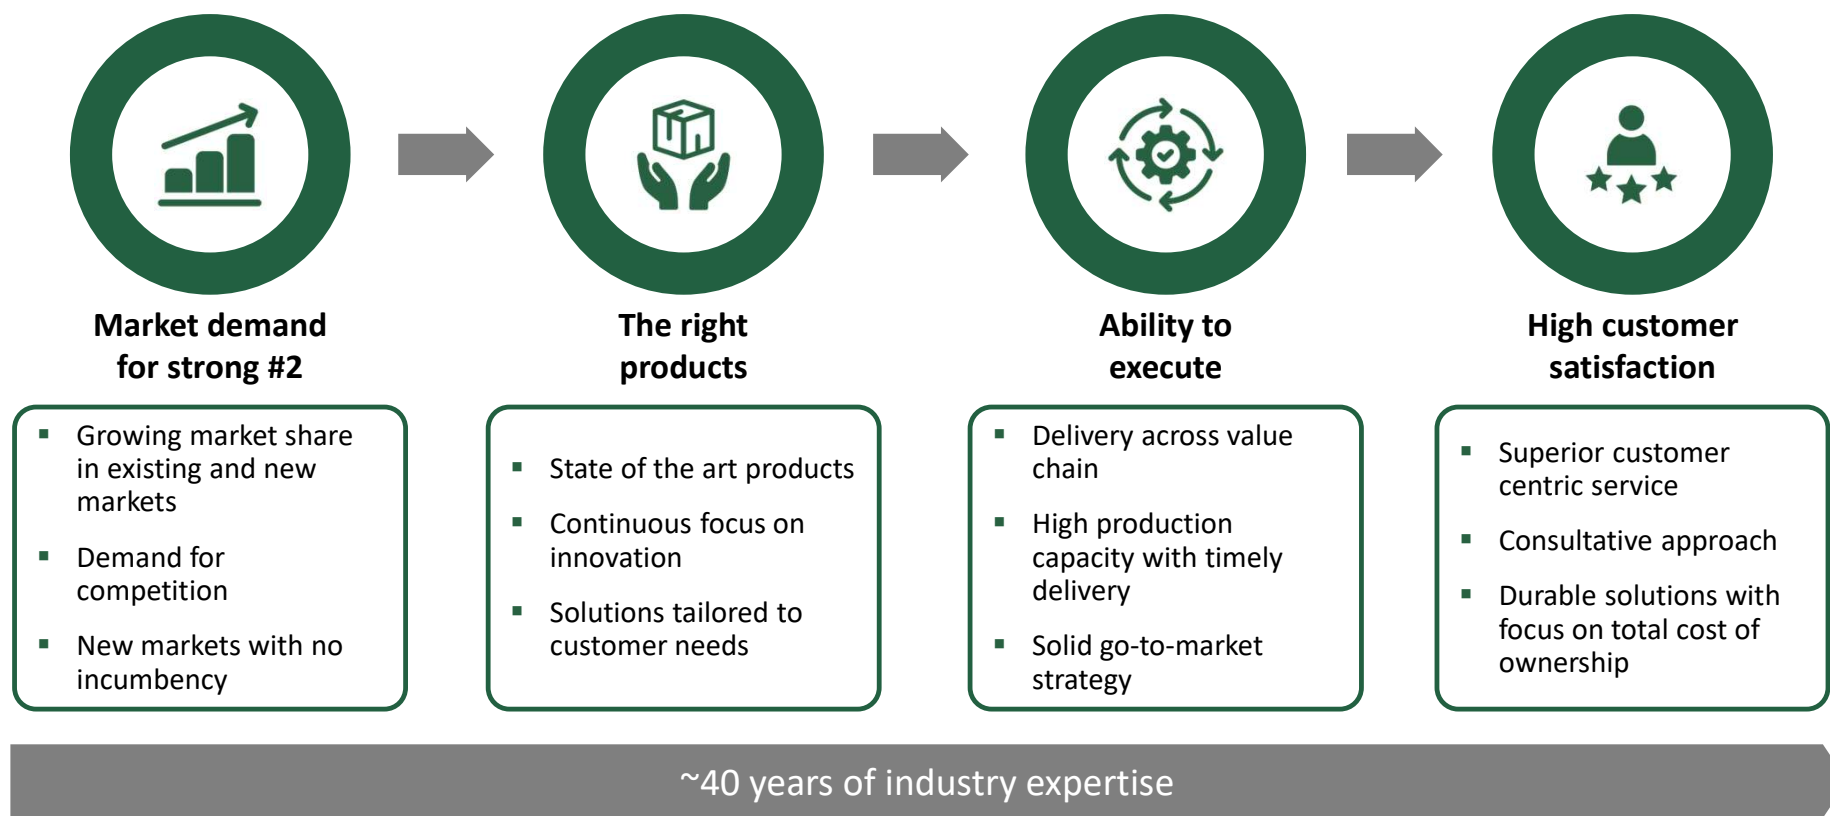 Market demand
for strong #2
▪ Growing market share
in existing and new
markets
▪ Demand for
competition
▪ New markets with no
incumbency
The right
products
▪ State of the art products
▪ Continuous focus on
innovation
▪ Solutions tailored to
customer needs
Ability to
execute
▪ Delivery across value
chain
▪ High production
capacity with timely
delivery
▪ Solid go-to-market
strategy
High customer
satisfaction
▪ Superior customer
centric service
▪ Consultative approach
▪ Durable solutions with
focus on total cost of
ownership
~40 years of industry expertise